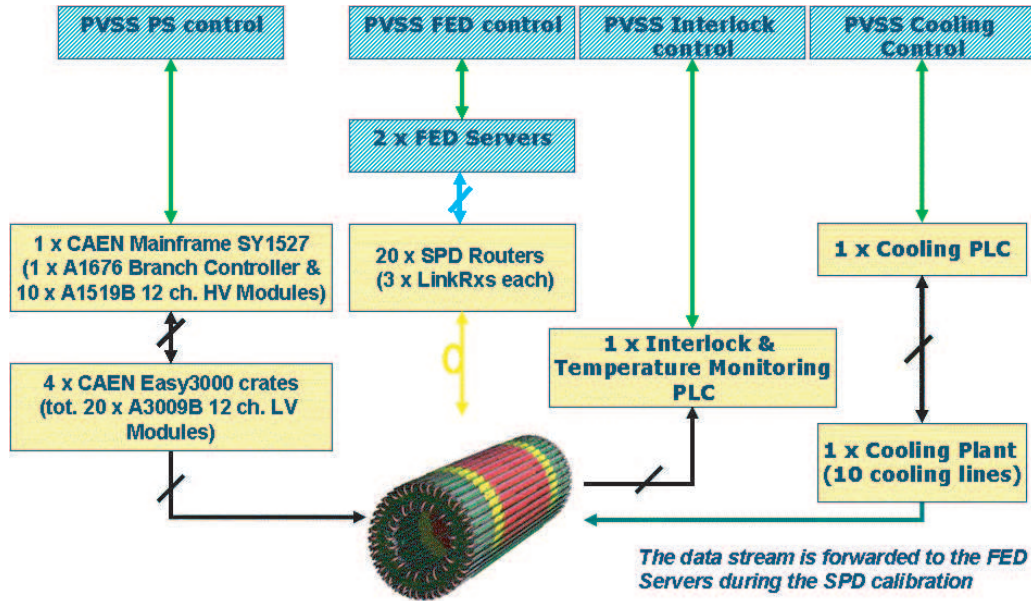 PVSS PS control
PVSS FED control
PVSS Interlock
control
PVSS Cooling
Control
2 x FED Servers
1 x CAEN Mainframe SY1527
(1 x A1676 Branch Controller &
10 x A1519B 12 ch. HV Modules)
20 x SPD Routers
(3 x LinkRxs each)
1 x Cooling PLC
1 x Interlock &
Temperature Monitoring
PLC
4 x CAEN Easy3000 crates
(tot. 20 x A3009B 12 ch. LV
Modules)
1 x Cooling Plant
(10 cooling lines)
The data stream is forwarded to the FED
Servers during the SPD calibration